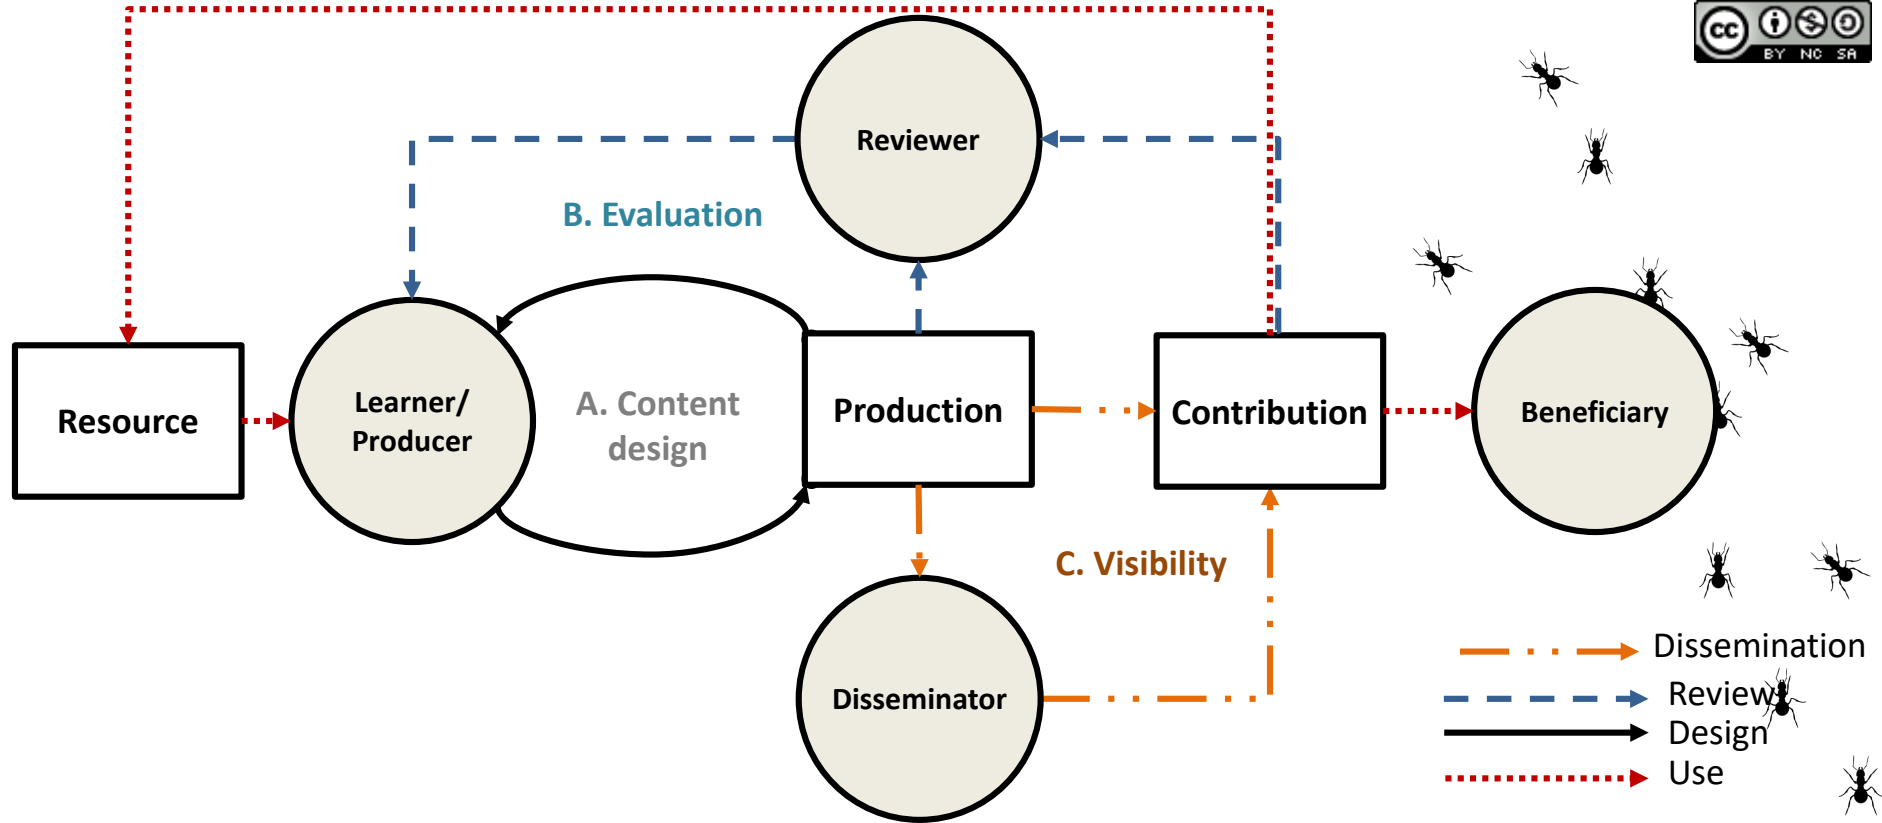 cc
BY NC SA
Reviewer
B. Evaluation
Resource
Learner/
Producer
A. Content
design
Production
Contribution
Beneficiary
C. Visibility
Disseminator
Dissemination
Review
Design
Use